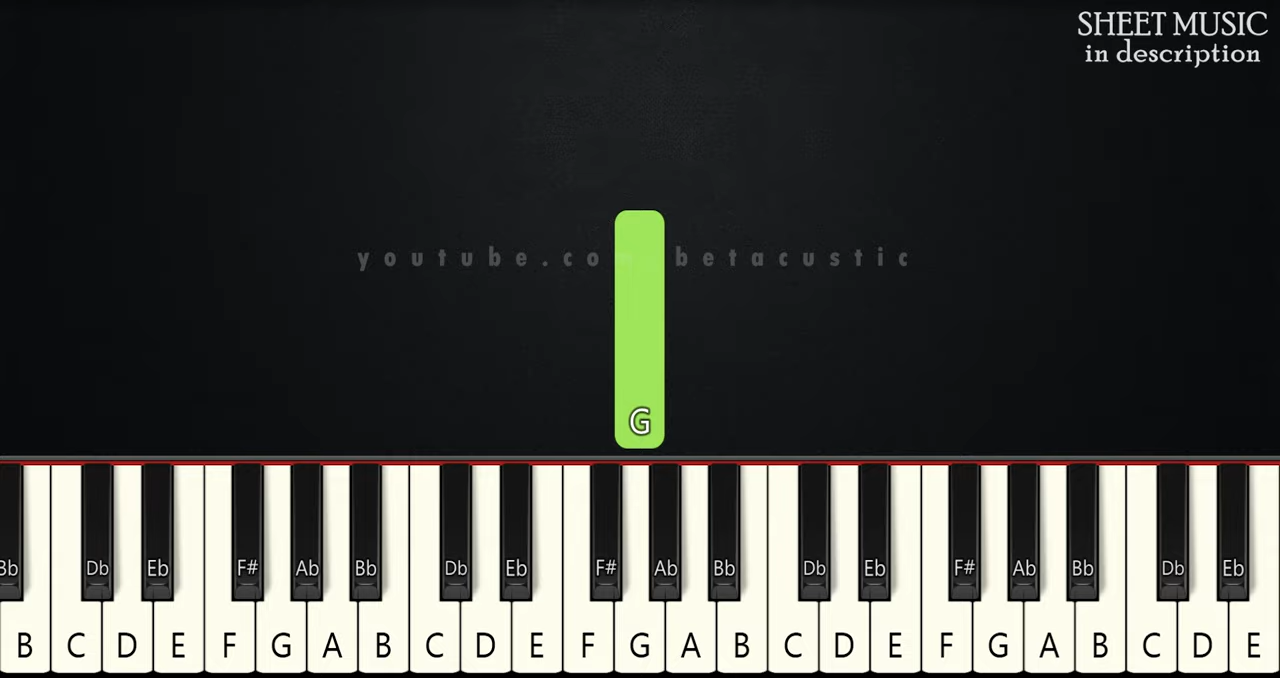 SHEET MUSIC
in description
youtube.co betacustic
G
Bb Db Eb F# Ab Bb Db Eb F# Ab Bb Db Eb F# Ab Bb Db Eb
B C D E F G A B C D E F G A B C D E F G A B C D E